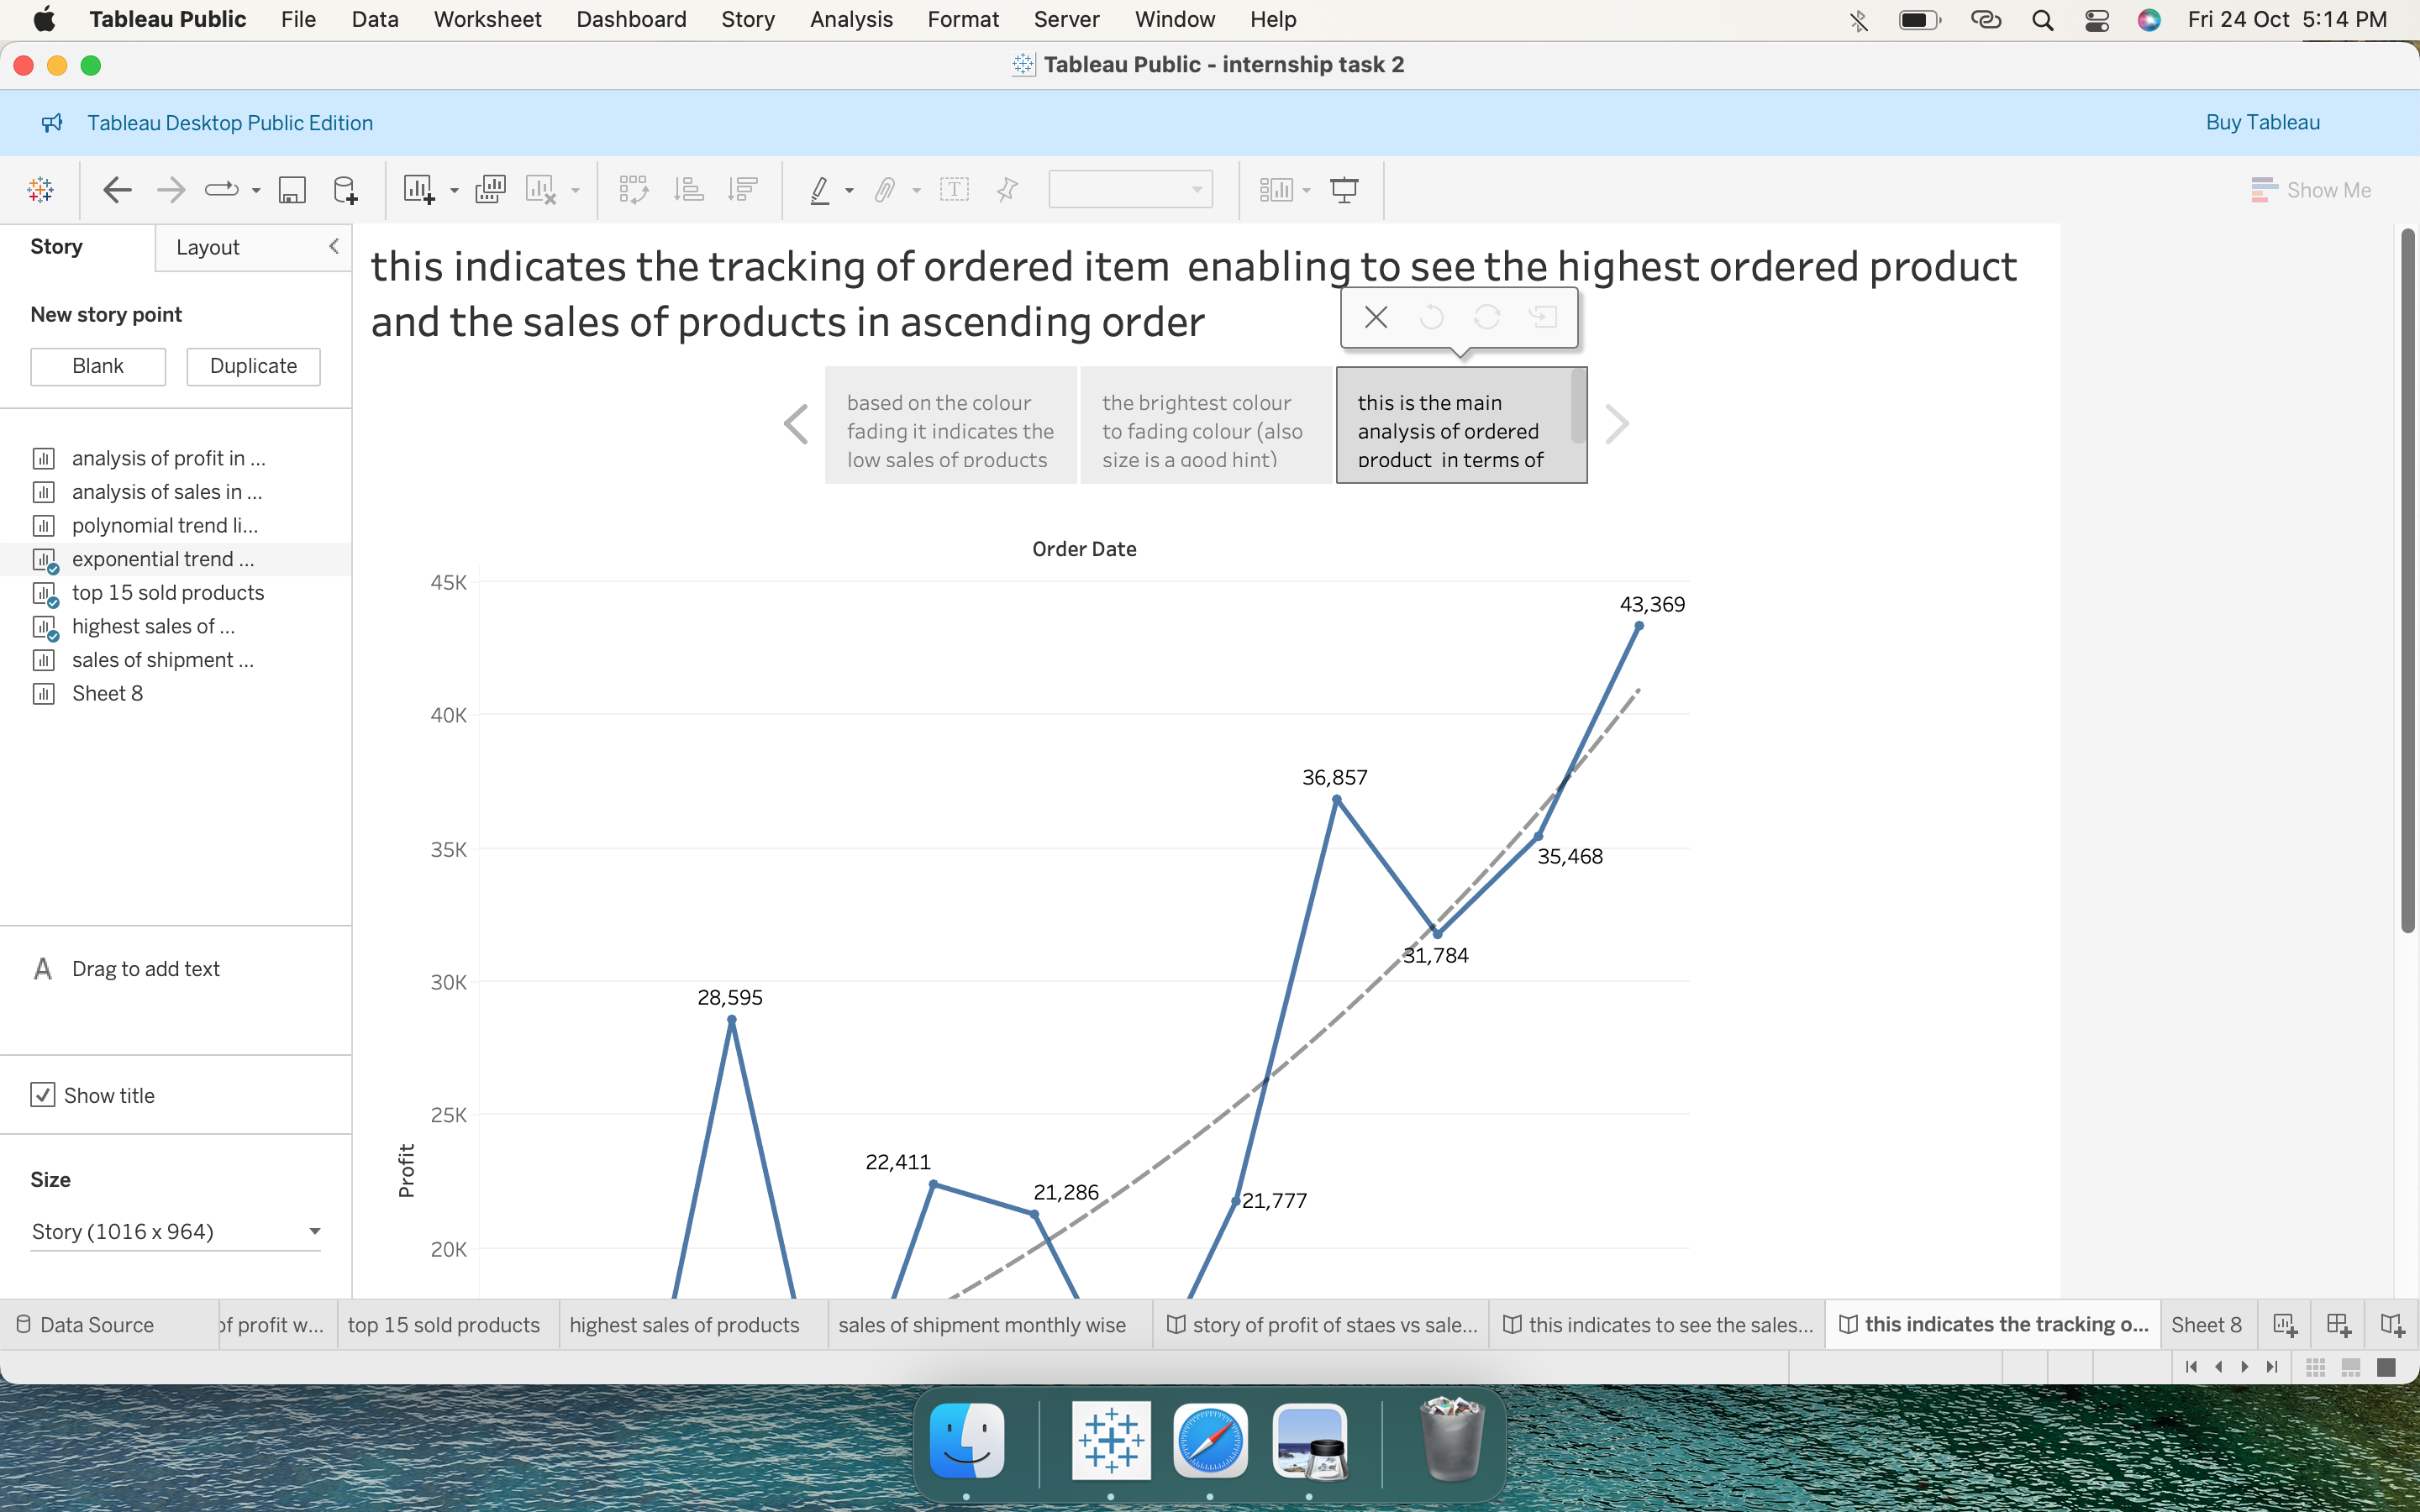 Tableau Public File Data Worksheet Dashboard Story Analysis Format Server Window Help Fri 24 Oct 5:14 PM
Tableau Public - internship task 2
Tableau Desktop Public Edition Buy Tableau
Show Me
Story Layout
New story point
Blank Duplicate
analysis of profit in ...
analysis of sales in ...
polynomial trend li...
exponential trend ...
top 15 sold products
highest sales of ...
sales of shipment ...
Sheet 8
A Drag to add text
Show title
Size
Story (1016 x 964)
this indicates the tracking of ordered item enabling to see the highest ordered product
and the sales of products in ascending order
based on the colour
fading it indicates the
low sales of products
the brightest colour
to fading colour (also
size is a good hint)
this is the main
analysis of ordered
product in terms of
Order Date
45K
40K
35K
30K
25K
20K
Profit
43,369
36,857
35,468
31,784
28,595
22,411
21,286
21,777
Data Source of profit w... top 15 sold products highest sales of products sales of shipment monthly wise story of profit of staes vs sale... this indicates to see the sales... this indicates the tracking o... Sheet 8